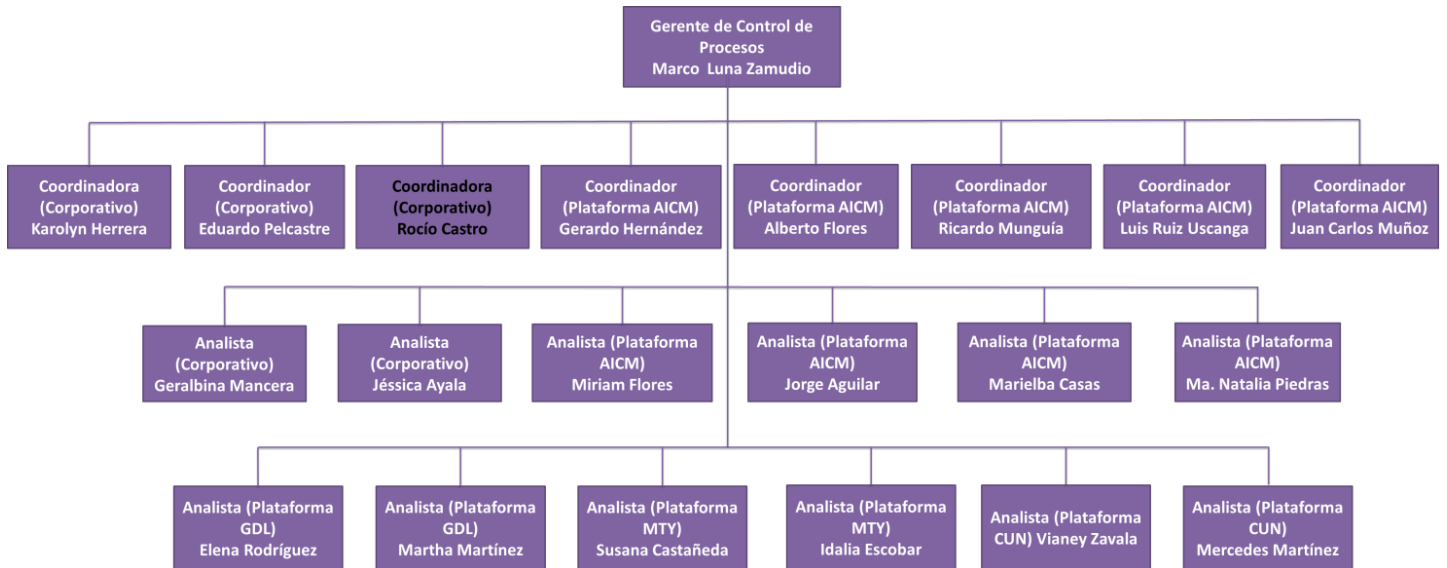 Gerente de Control de
Procesos
Marco Luna Zamudio
Coordinadora
(Corporativo)
Karolyn Herrera
Coordinador
(Corporativo)
Eduardo Pelcastre
Coordinadora
(Corporativo)
Rocío Castro
Coordinador
(Plataforma AICM)
Gerardo Hernández
Coordinador
(Plataforma AICM)
Alberto Flores
Coordinador
(Plataforma AICM)
Ricardo Munguía
Coordinador
(Plataforma AICM)
Luis Ruiz Uscanga
Coordinador
(Plataforma AICM)
Juan Carlos Muñoz
Analista
(Corporativo)
Geralbina Mancera
Analista
(Corporativo)
Jéssica Ayala
Analista (Plataforma
AICM)
Miriam Flores
Analista (Plataforma
AICM)
Jorge Aguilar
Analista (Plataforma
AICM)
Marielba Casas
Analista (Plataforma
AICM)
Ma. Natalia Piedras
Analista (Plataforma
GDL)
Elena Rodríguez
Analista (Plataforma
GDL)
Martha Martínez
Analista (Plataforma
MTY)
Susana Castañeda
Analista (Plataforma
MTY)
Idalia Escobar
Analista (Plataforma
CUN) Vianey Zavala
Analista (Plataforma
CUN)
Mercedes Martínez